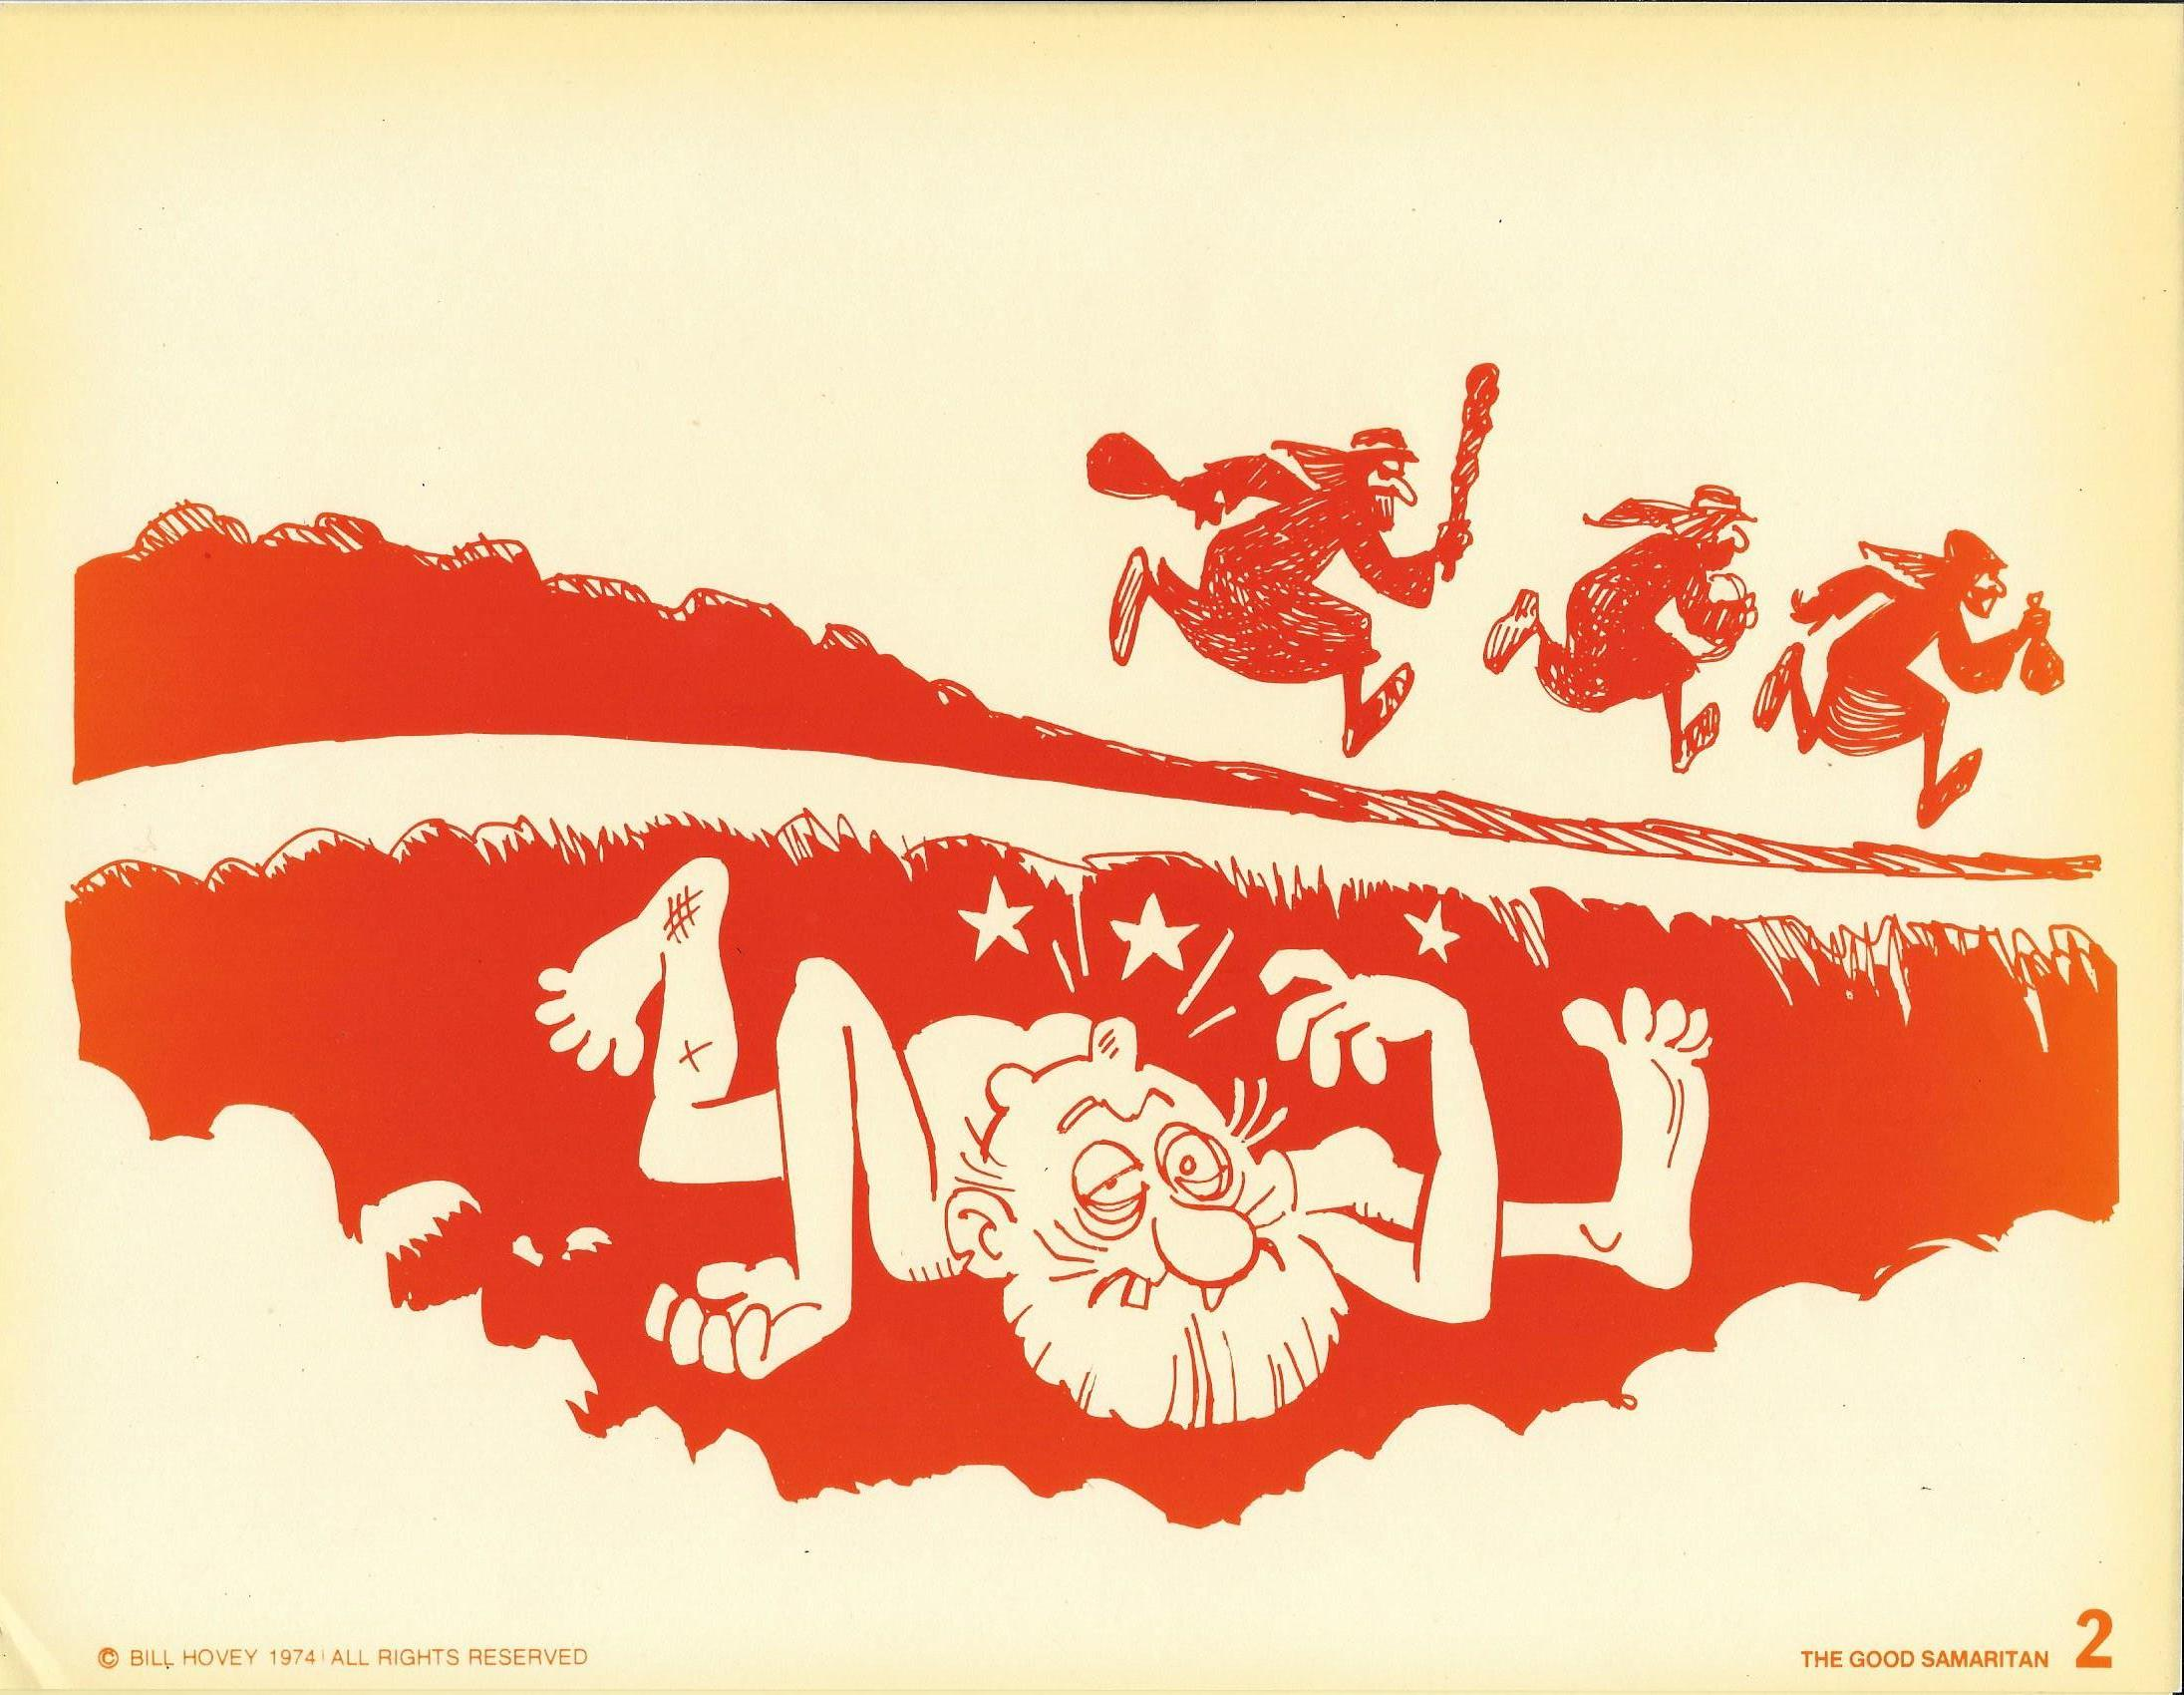 © BILL HOVEY 1974 ALL RIGHTS RESERVED
THE GOOD SAMARITAN 2